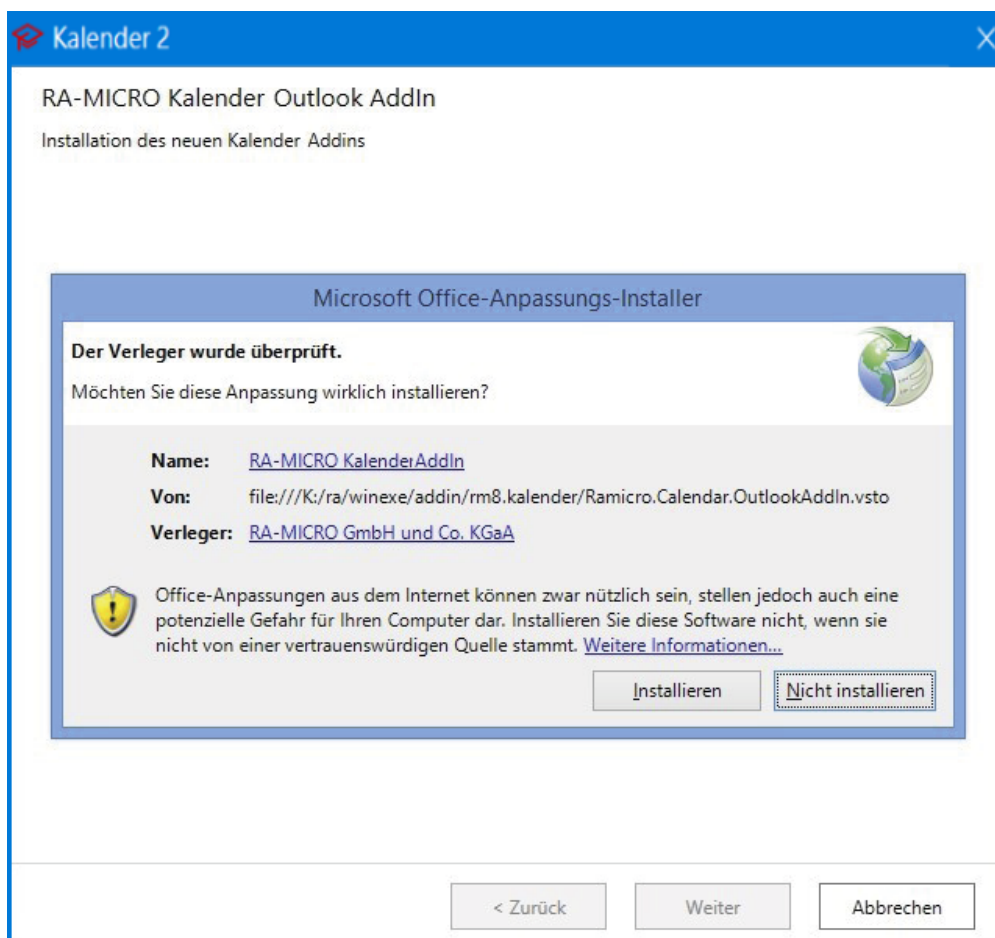 Kalender 2
RA-MICRO Kalender Outlook AddIn
Installation des neuen Kalender Addins
Microsoft Office-Anpassungs-Installer
Der Verleger wurde überprüft.
Möchten Sie diese Anpassung wirklich installieren?
Name: RA-MICRO KalenderAddIn
Von: file:///K:/ra/winexe/addin/rm8.kalender/Ramicro.Calendar.OutlookAddIn.vsto
Verleger: RA-MICRO GmbH und Co. KGaA
Office-Anpassungen aus dem Internet können zwar nützlich sein, stellen jedoch auch eine
potenzielle Gefahr für Ihren Computer dar. Installieren Sie diese Software nicht, wenn sie
nicht von einer vertrauenswürdigen Quelle stammt. Weitere Informationen...
Installieren Nicht installieren
< Zurück Weiter Abbrechen